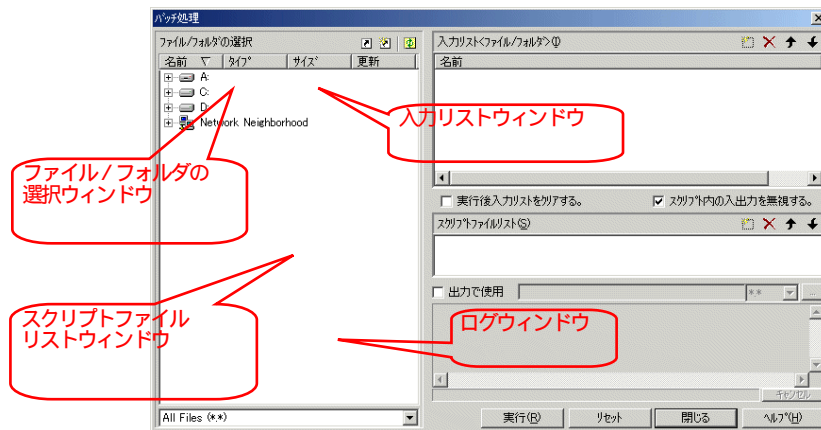 バッチ処理
ファイル/フォルダの選択
名前 タイプ サイズ 更新
A:
C:
D:
Network Neighborhood
All Files (*.*)
入力リスト<ファイル/フォルダ>(I)
名前
実行後入力リストをクリアする。
スクリプト内の入出力を無視する。
スクリプトファイルリスト(S)
出力で使用
**
...
キャンセル
実行(R)
リセット
閉じる
ヘルプ(H)
入力リストウィンドウ
ファイル/フォルダの
選択ウィンドウ
スクリプトファイル
リストウィンドウ
ログウィンドウ